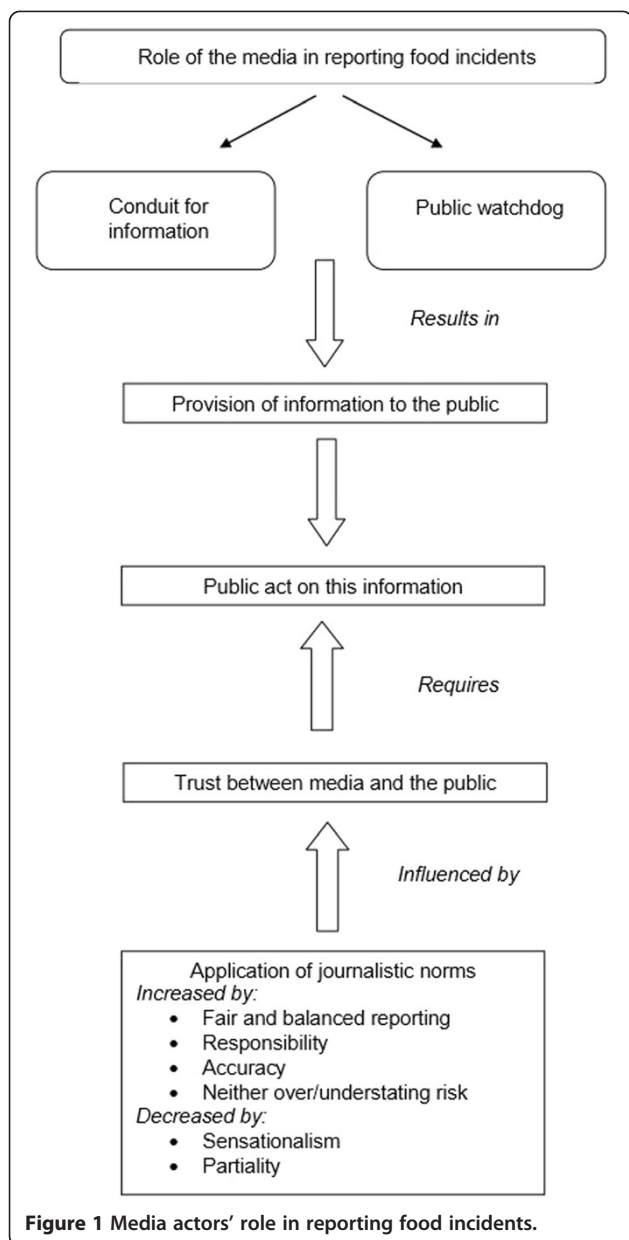 Role of the media in reporting food incidents
Conduit for
information
Public watchdog
Results in
Provision of information to the public
Public act on this information
Requires
Trust between media and the public
Influenced by
Application of journalistic norms
Increased by:
• Fair and balanced reporting
• Responsibility
• Accuracy
• Neither over/understating risk
Decreased by:
• Sensationalism
• Partiality
Figure 1 Media actors' role in reporting food incidents.